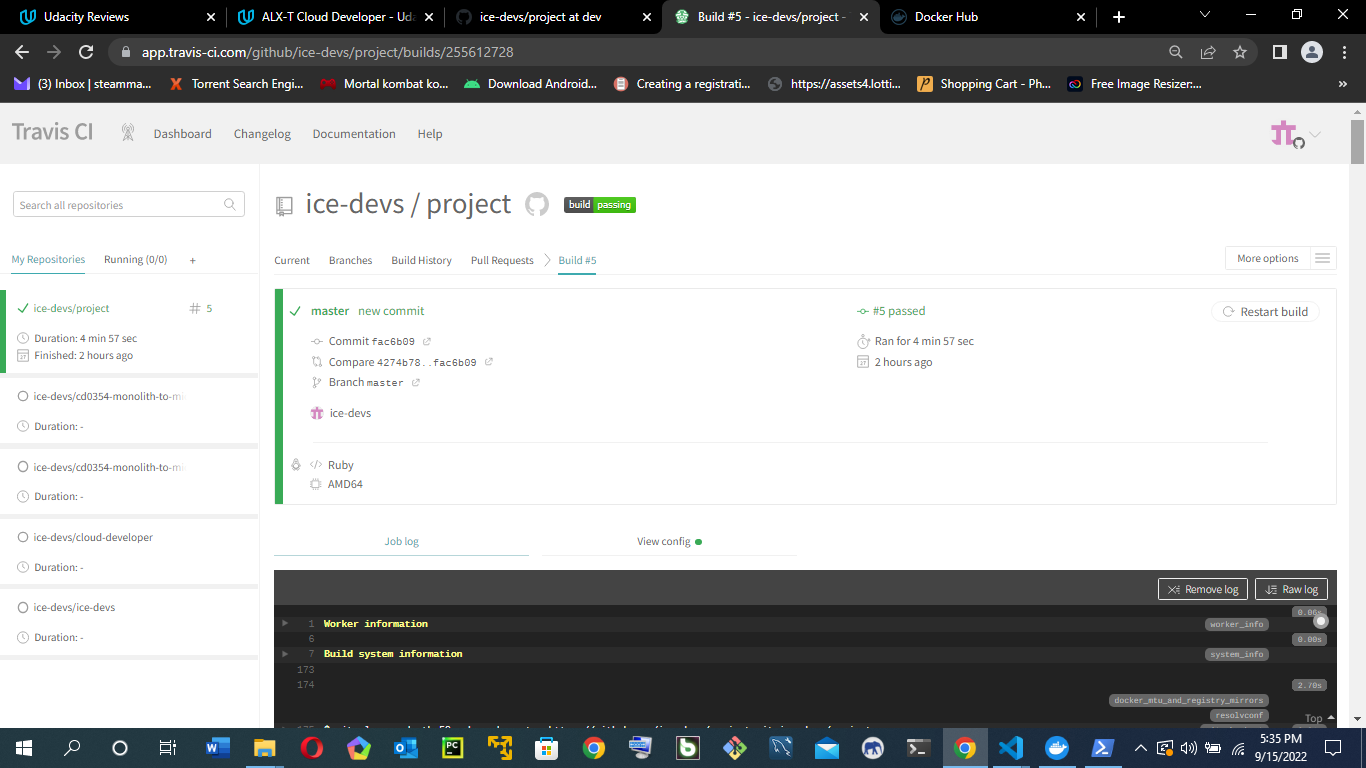 Udacity Reviews
ALX-T Cloud Developer - Uda
ice-devs/project at dev
Build #5 - ice-devs/project -
Docker Hub
app.travis-ci.com/github/ice-devs/project/builds/255612728
(3) Inbox | steamma...
Torrent Search Engi...
Mortal kombat ko...
Download Android...
Creating a registrati...
https://assets4.lotti...
Shopping Cart - Ph...
Free Image Resizer:...
»
Travis CI
Dashboard
Changelog
Documentation
Help
Search all repositories
ice-devs / project
build passing
My Repositories
Running (0/0)
+
Current
Branches
Build History
Pull Requests
Build #5
More options
ice-devs/project
# 5
Duration: 4 min 57 sec
Finished: 2 hours ago
ice-devs/cd0354-monolith-to-mi
Duration: -
ice-devs/cd0354-monolith-to-mi
Duration: -
ice-devs/cloud-developer
Duration: -
ice-devs/ice-devs
Duration: -
master new commit
#5 passed
Restart build
Commit fac6b09
Ran for 4 min 57 sec
Compare 4274b78..fac6b09
2 hours ago
Branch master
ice-devs
Ruby
AMD64
Job log
View config
Remove log
Raw log
0.06s
1 Worker information
worker_info
6
0.00s
7 Build system information
system_info
173
174
2.70s
docker_mtu_and_registry_mirrors
resolvconf
Top
5:35 PM
9/15/2022